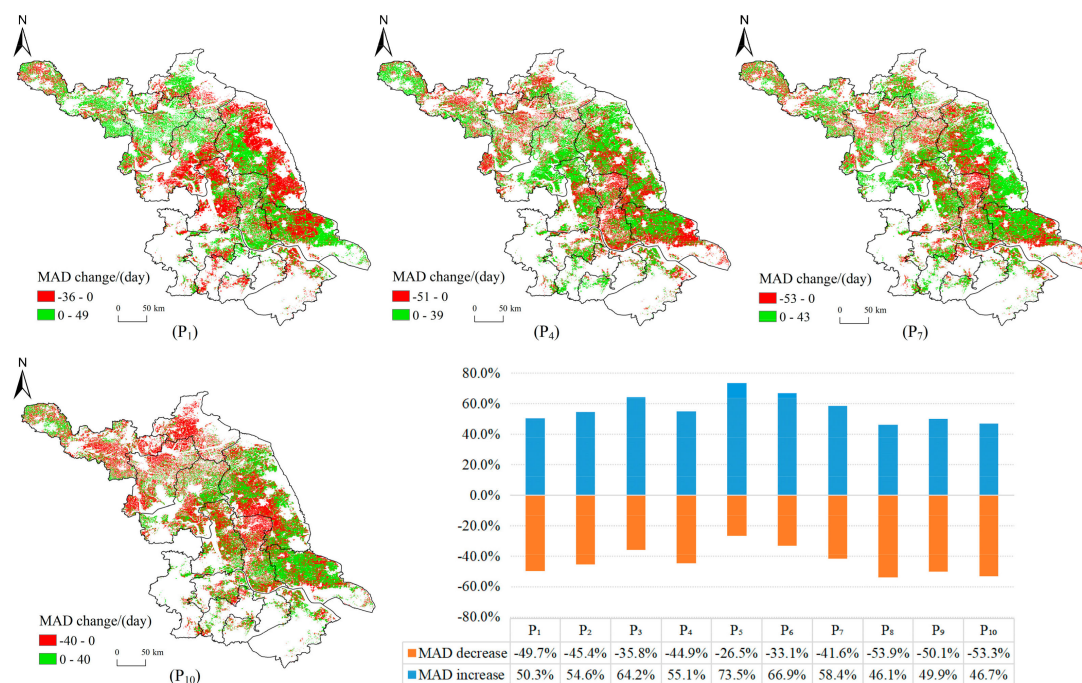 N
MAD change/(day)
-36 - 0
0 - 49
0 50 km
(P1)
N
MAD change/(day)
-51 - 0
0 - 39
0 50 km
(P4)
N
MAD change/(day)
-53 - 0
0 - 43
0 50 km
(P7)
N
MAD change/(day)
-40 - 0
0 - 40
0 50 km
(P10)
80.0%
60.0%
40.0%
20.0%
0.0%
-20.0%
-40.0%
-60.0%
-80.0%
P1 P2 P3 P4 P5 P6 P7 P8 P9 P10
MAD decrease -49.7% -45.4% -35.8% -44.9% -26.5% -33.1% -41.6% -53.9% -50.1% -53.3%
MAD increase 50.3% 54.6% 64.2% 55.1% 73.5% 66.9% 58.4% 46.1% 49.9% 46.7%